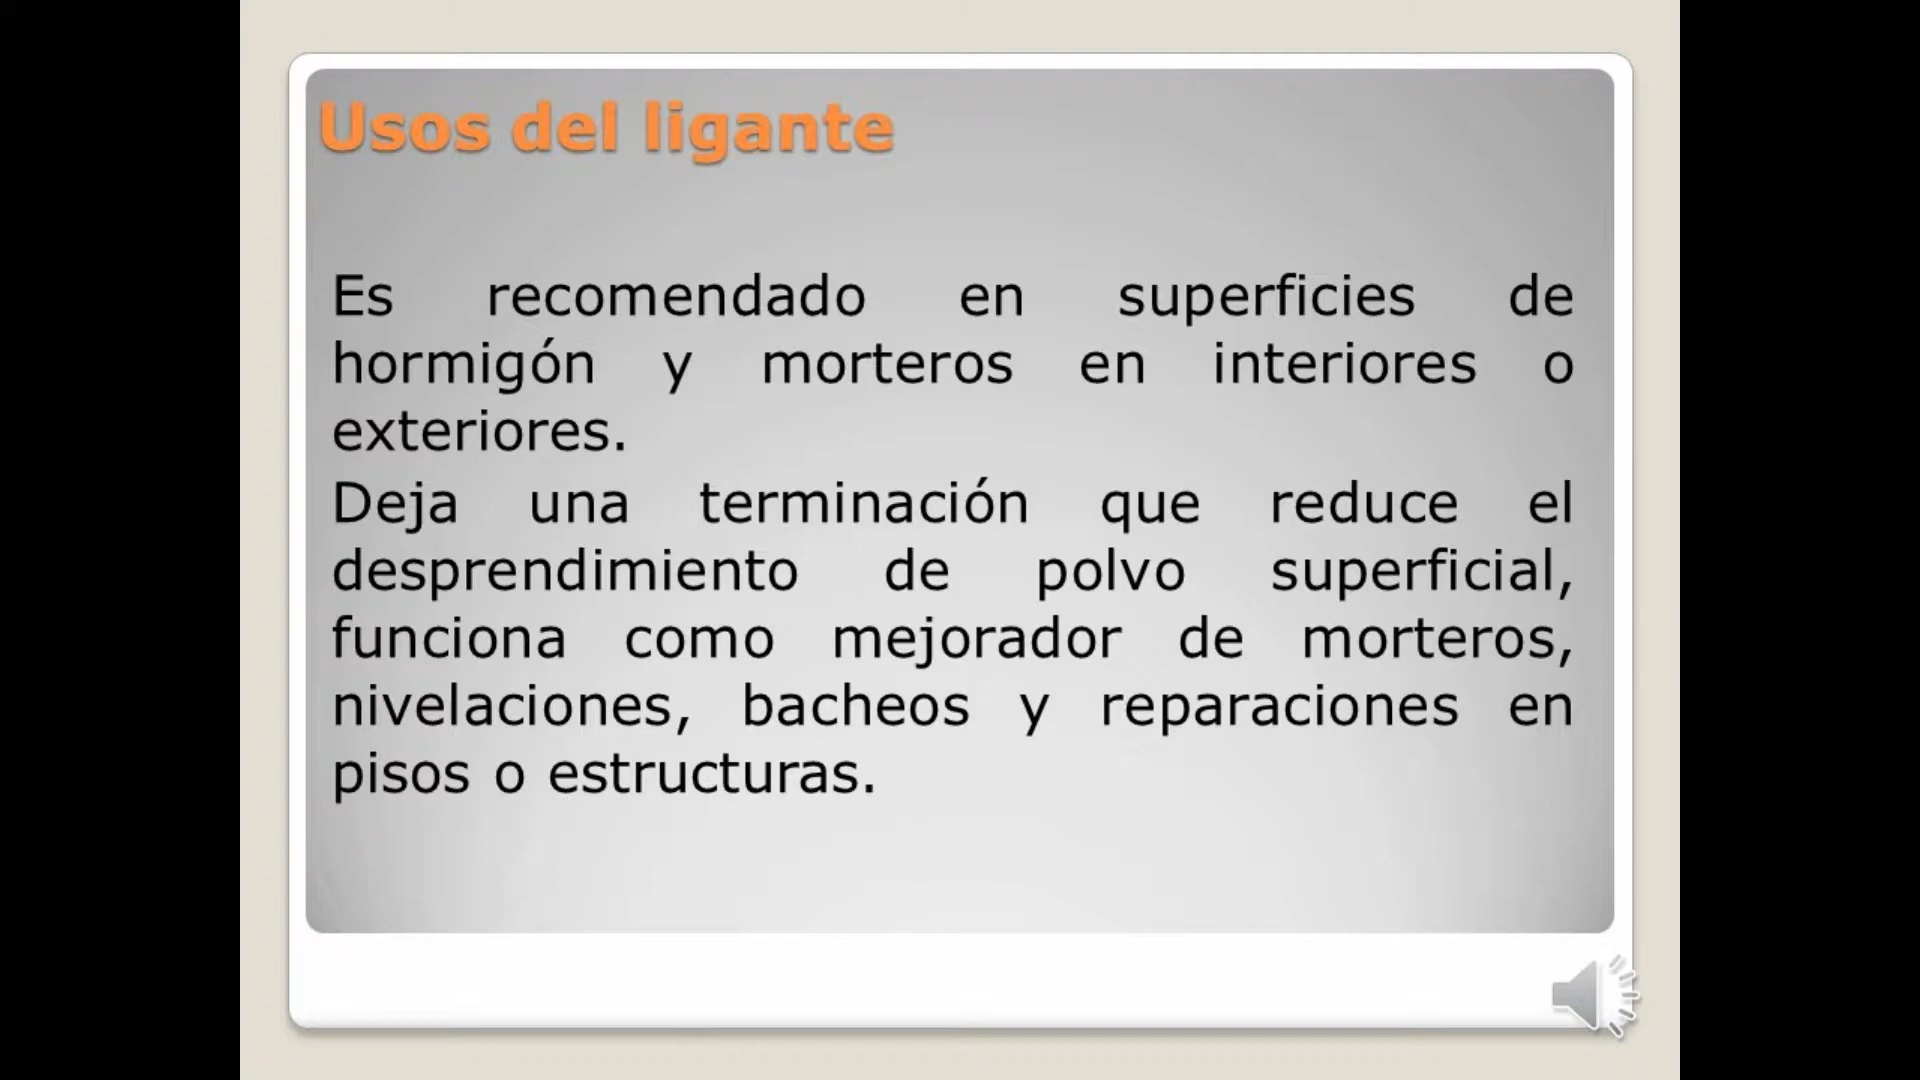 Usos del ligante
Es recomendado en superficies de
hormigón y morteros en interiores o
exteriores.
Deja una terminación que reduce el
desprendimiento de polvo superficial,
funciona como mejorador de morteros,
nivelaciones, bacheos y reparaciones en
pisos o estructuras.